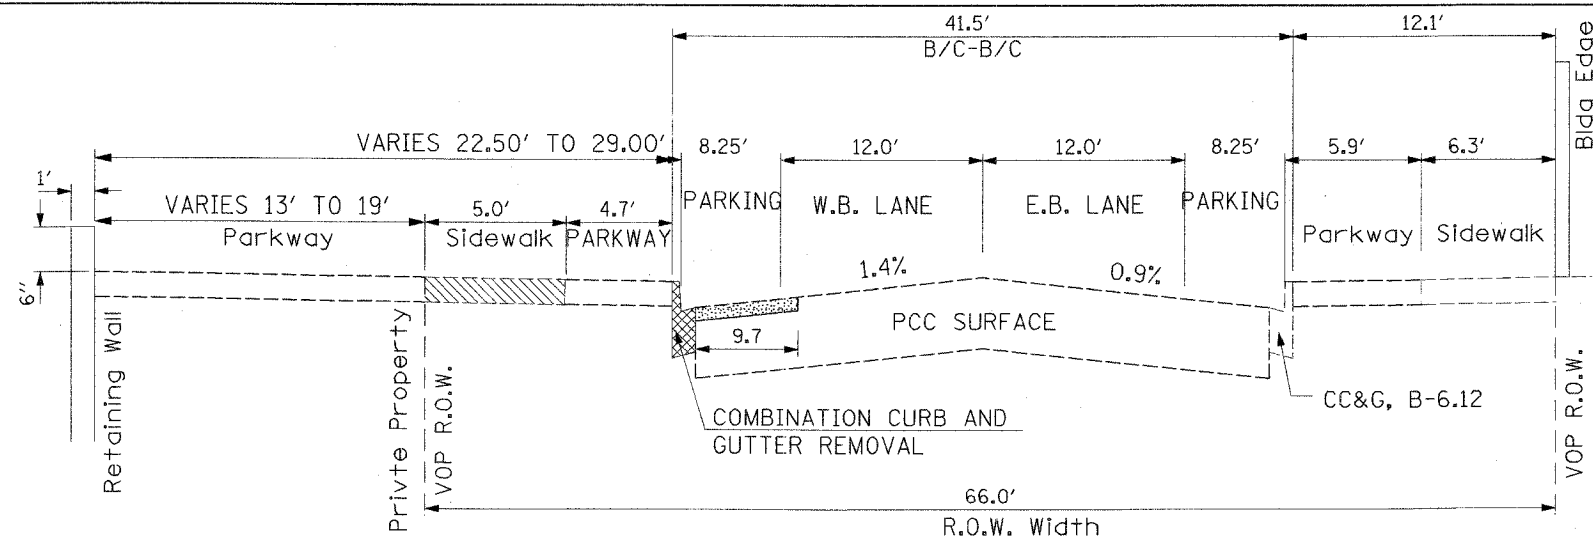 41.5'
B/C-B/C
12.1'
Bldg Edge
VARIES 22.50' TO 29.00'
8.25'
12.0'
12.0'
8.25'
5.9'
6.3'
1'
VARIES 13' TO 19'
Parkway
5.0'
Sidewalk
4.7'
PARKWAY
PARKING
W.B. LANE
E.B. LANE
PARKING
Parkway
Sidewalk
6"
1.4%
0.9%
PCC SURFACE
9.7
Retaining Wall
Privte Property
VOP R.O.W.
COMBINATION CURB AND
GUTTER REMOVAL
CC&G, B-6.12
VOP R.O.W.
66.0'
R.O.W. Width